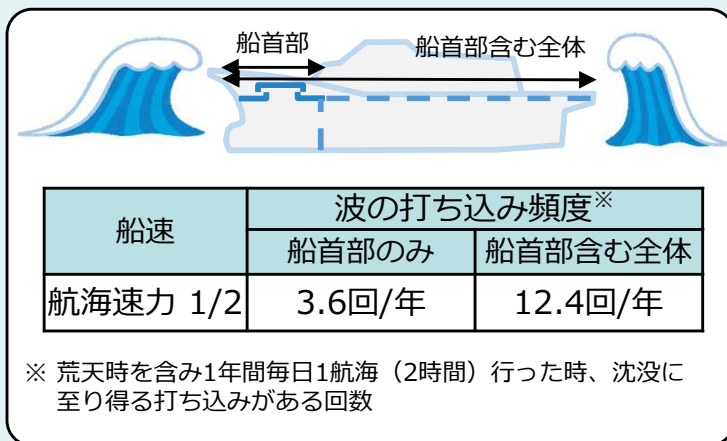 船首部
船首部含む全体
船速
波の打ち込み頻度※
船首部のみ
船首部含む全体
航海速力 1/2
3.6回/年
12.4回/年
※ 荒天時を含み1年間毎日1航海（2時間）行った時、沈没に
至り得る打ち込みがある回数